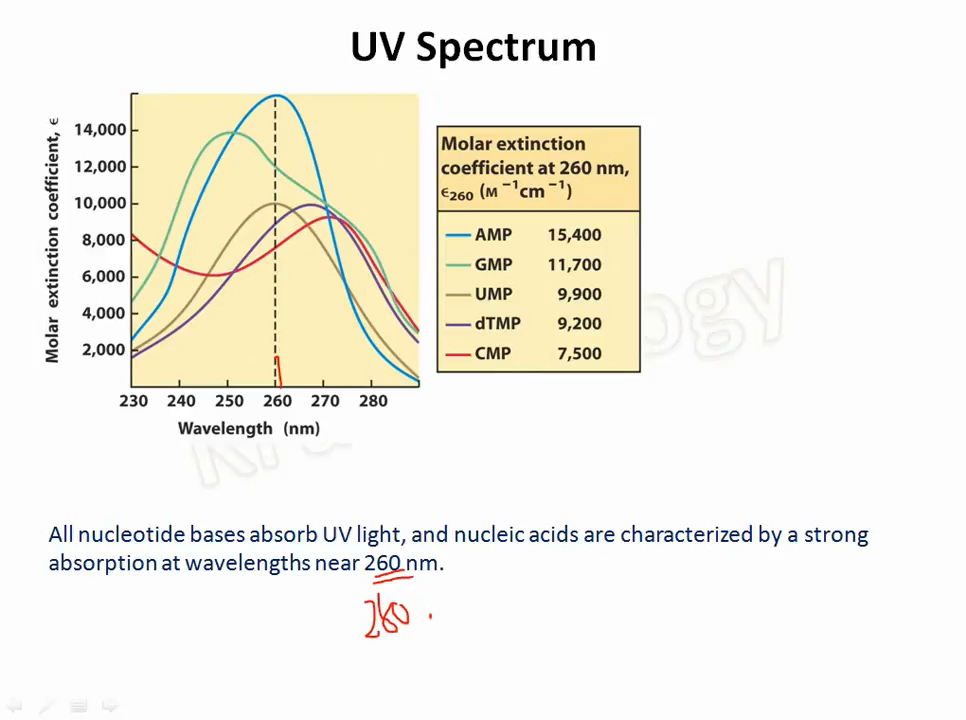 UV Spectrum
Molar extinction coefficient, ϵ
14,000
12,000
10,000
8,000
6,000
4,000
2,000
230 240 250 260 270 280
Wavelength (nm)
Molar extinction
coefficient at 260 nm,
ϵ260 (M⁻¹cm⁻¹)
AMP 15,400
GMP 11,700
UMP 9,900
dTMP 9,200
CMP 7,500
All nucleotide bases absorb UV light, and nucleic acids are characterized by a strong
absorption at wavelengths near 260 nm.
260